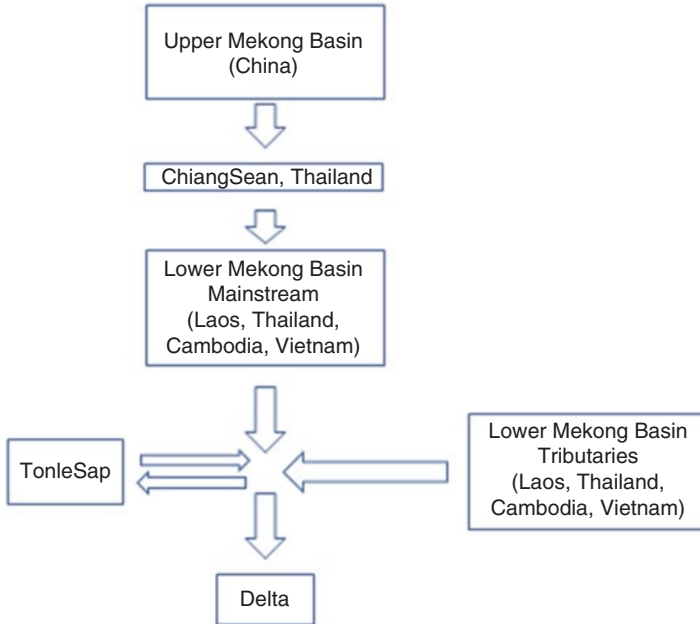 Upper Mekong Basin
(China)
ChiangSean, Thailand
Lower Mekong Basin
Mainstream
(Laos, Thailand,
Cambodia, Vietnam)
TonleSap
Lower Mekong Basin
Tributaries
(Laos, Thailand,
Cambodia, Vietnam)
Delta